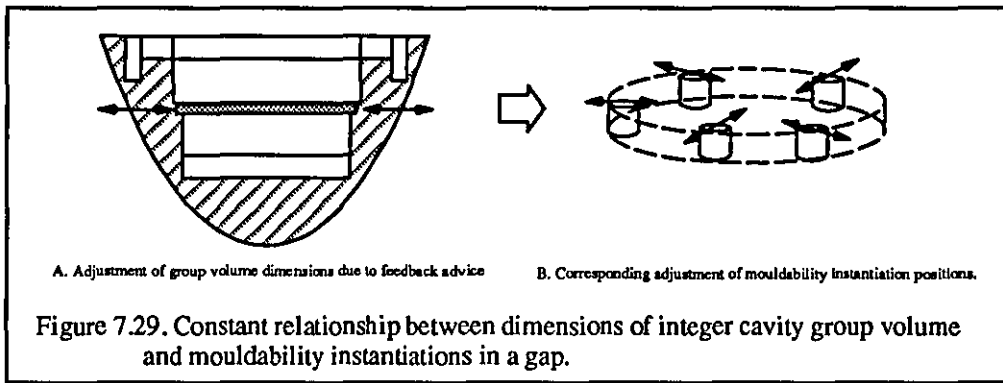 A. Adjustment of group volume dimensions due to feedback advice
B. Corresponding adjustment of mouldability instantiation positions.
Figure 7.29. Constant relationship between dimensions of integer cavity group volume
and mouldability instantiations in a gap.